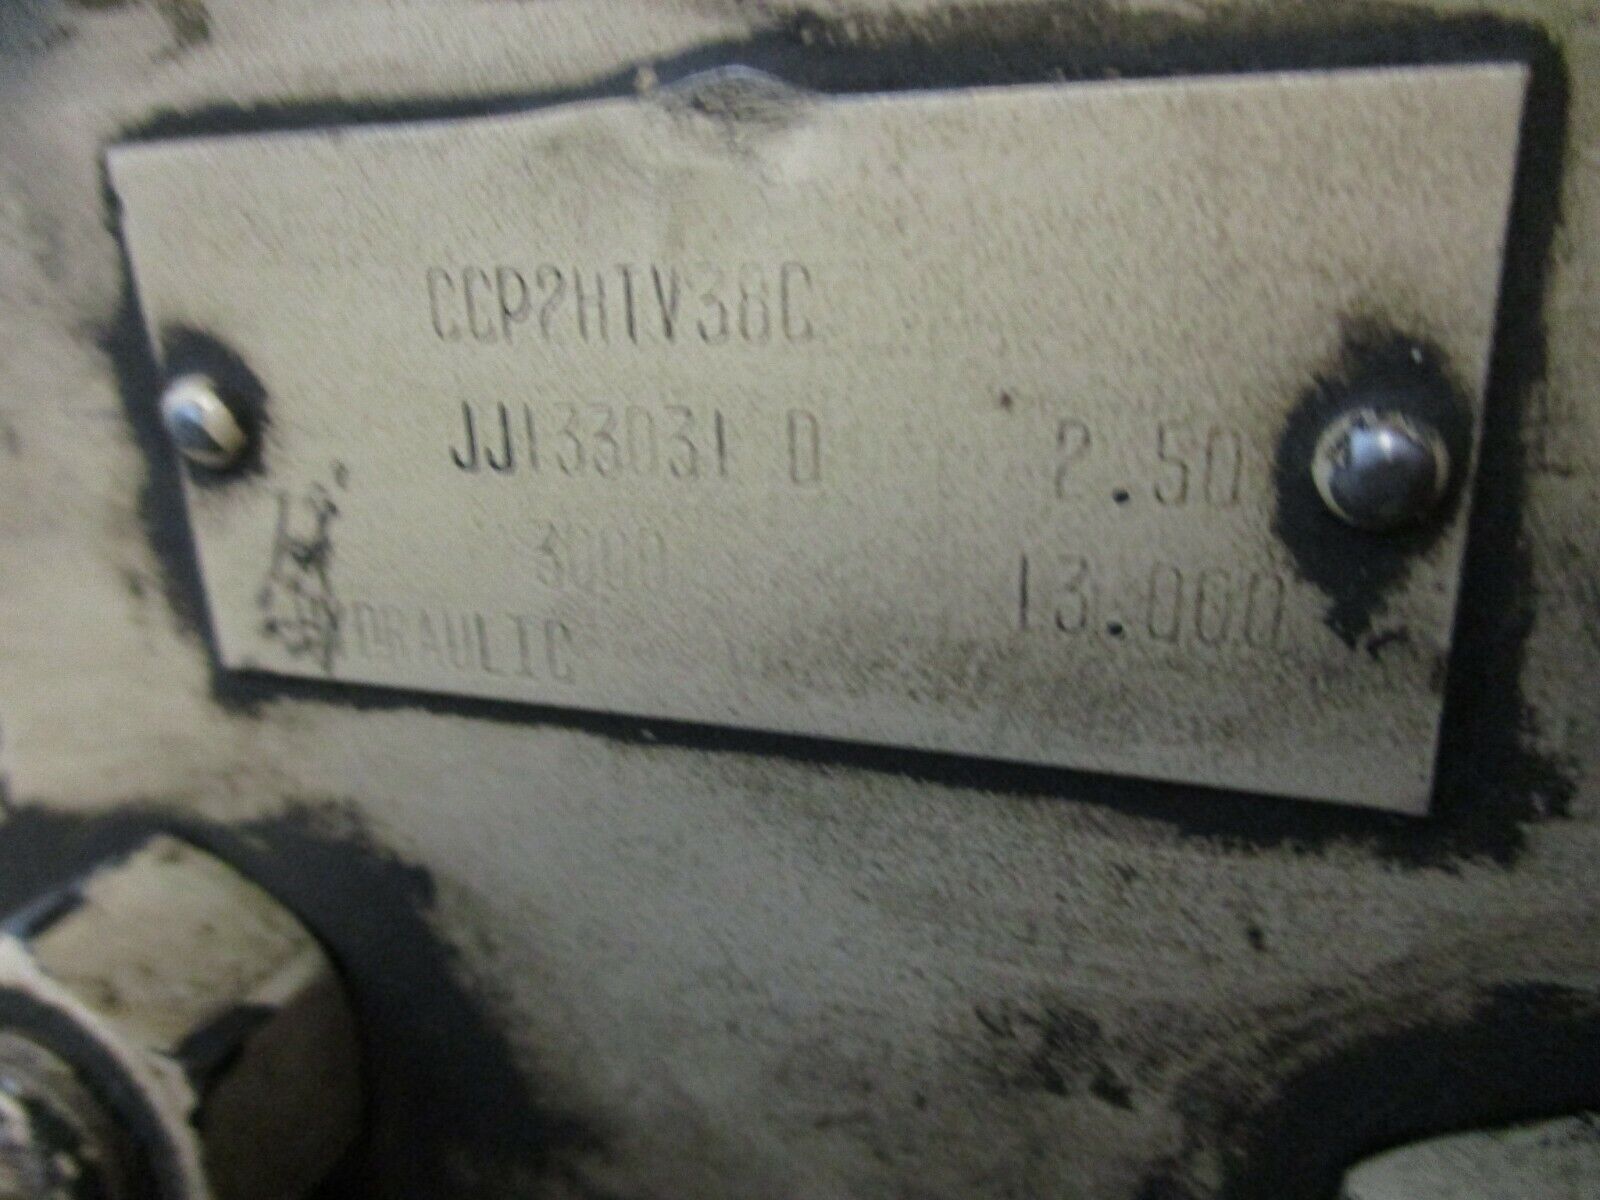 CCP2HTV38C
JJ133031 D 2.50
3000 13.000
HYDRAULIC